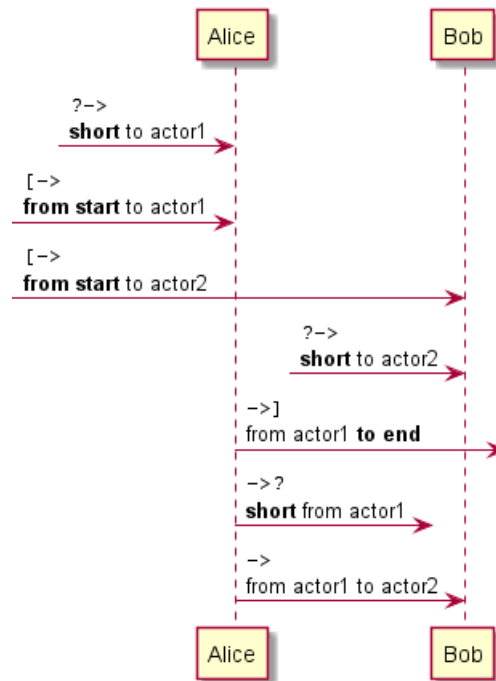 Alice Bob
?->
short to actor1
[->
from start to actor1
[->
from start to actor2
?->
short to actor2
->]
from actor1 to end
->?
short from actor1
->
from actor1 to actor2
Alice Bob